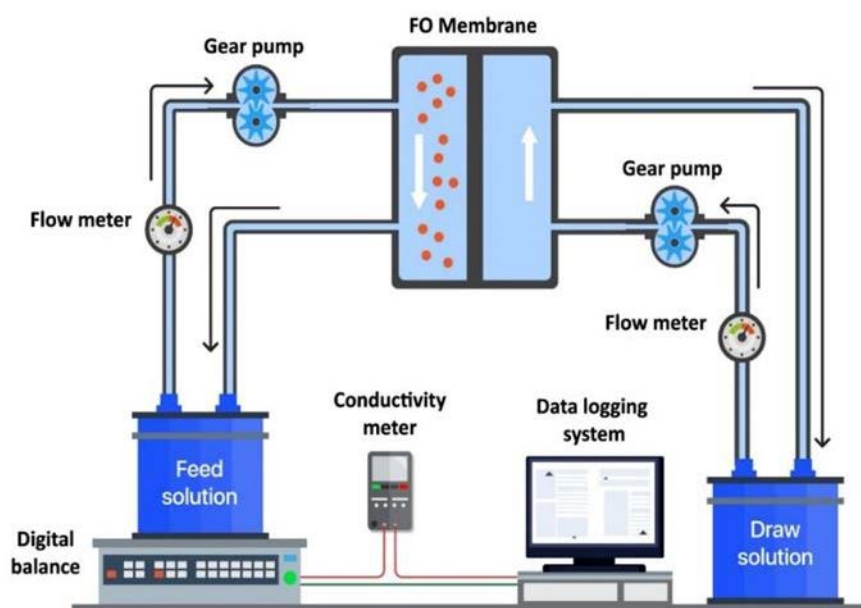 FO Membrane
Gear pump
Gear pump
Flow meter
Flow meter
Conductivity
meter
Data logging
system
Feed
solution
Draw
solution
Digital
balance